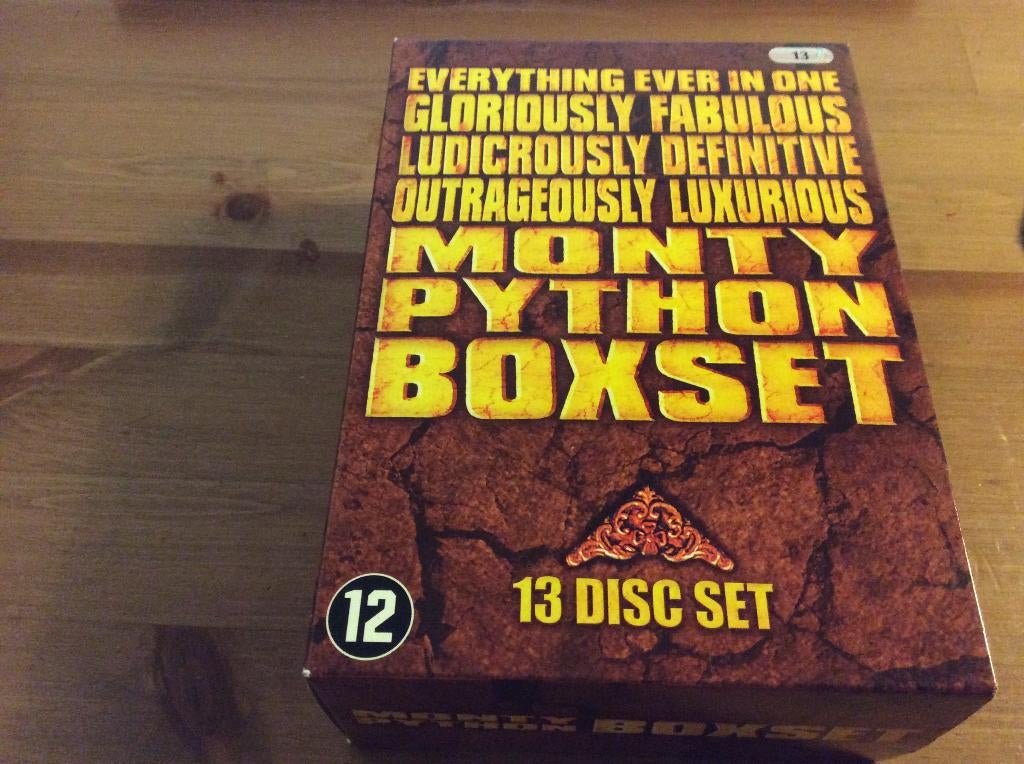 13
EVERYTHING EVER IN ONE
GLORIOUSLY FABULOUS
LUDICROUSLY DEFINITIVE
OUTRAGEOUSLY LUXURIOUS
MONTY
PYTHON
BOXSET
13 DISC SET
12
MONTY
PYTHON BOXSET